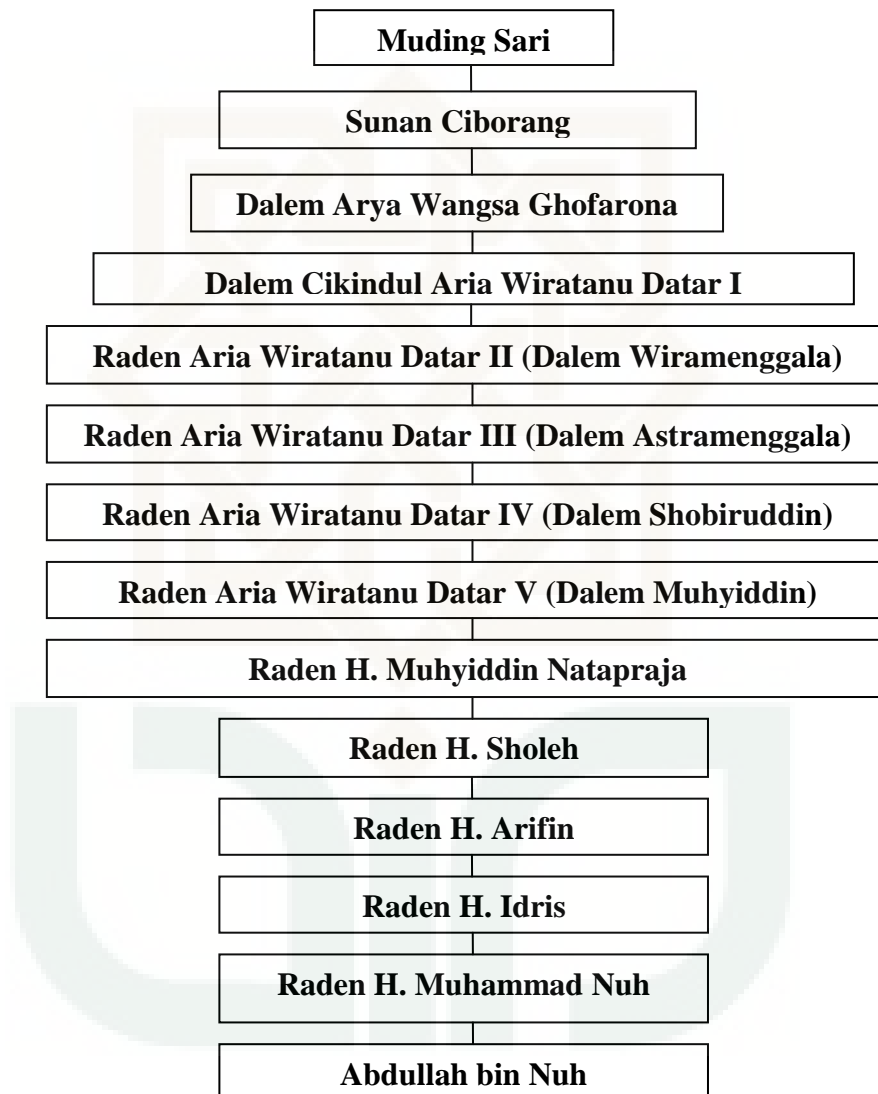 Muding Sari
Sunan Ciborang
Dalem Arya Wangsa Ghofarona
Dalem Cikindul Aria Wiratanu Datar I
Raden Aria Wiratanu Datar II (Dalem Wiramenggala)
Raden Aria Wiratanu Datar III (Dalem Astramenggala)
Raden Aria Wiratanu Datar IV (Dalem Shobiruddin)
Raden Aria Wiratanu Datar V (Dalem Muhyiddin)
Raden H. Muhyiddin Natapraja
Raden H. Sholeh
Raden H. Arifin
Raden H. Idris
Raden H. Muhammad Nuh
Abdullah bin Nuh